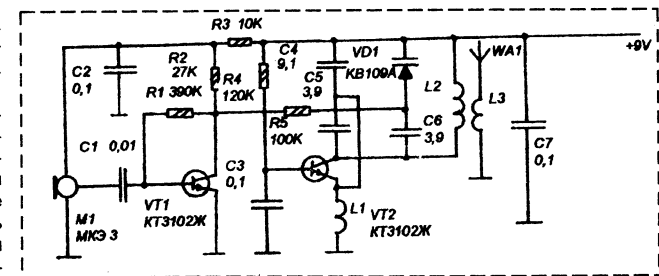 R3 10K
C4
9,1
VD1
КВ109А
WA1
+9V
C2
0,1
R2
27K
R4
120K
C5
3,9
L2
L3
R1 390K
R5
100K
C6
3,9
C7
0,1
C1 0,01
C3
0,1
M1
МКЭ 3
VT1
КТ3102Ж
L1
VT2
КТ3102Ж